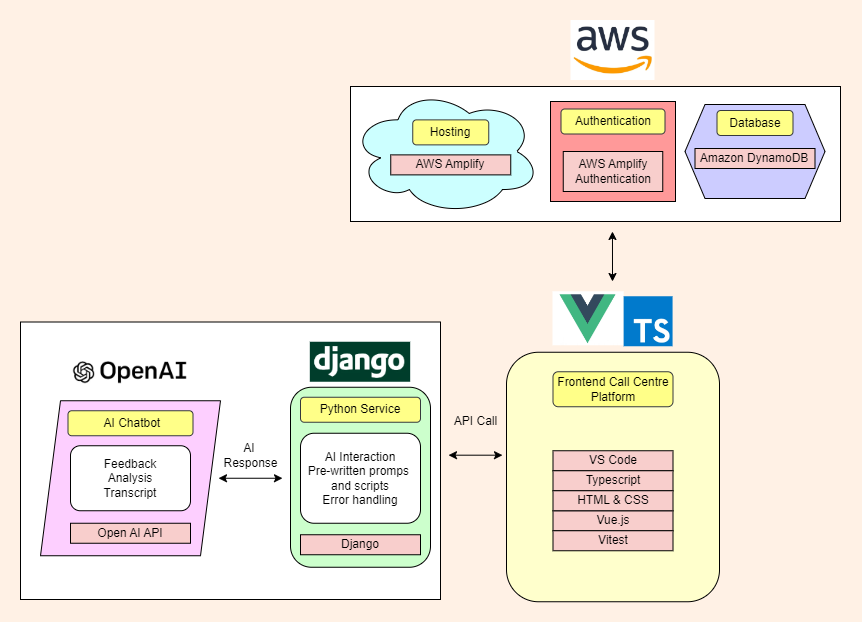 aws
Hosting
AWS Amplify
Authentication
AWS Amplify
Authentication
Database
Amazon DynamoDB
TS
OpenAI
django
AI Chatbot
Feedback
Analysis
Transcript
Open AI API
AI
Response
Python Service
AI Interaction
Pre-written promps
and scripts
Error handling
Django
API Call
Frontend Call Centre
Platform
VS Code
Typescript
HTML & CSS
Vue.js
Vitest